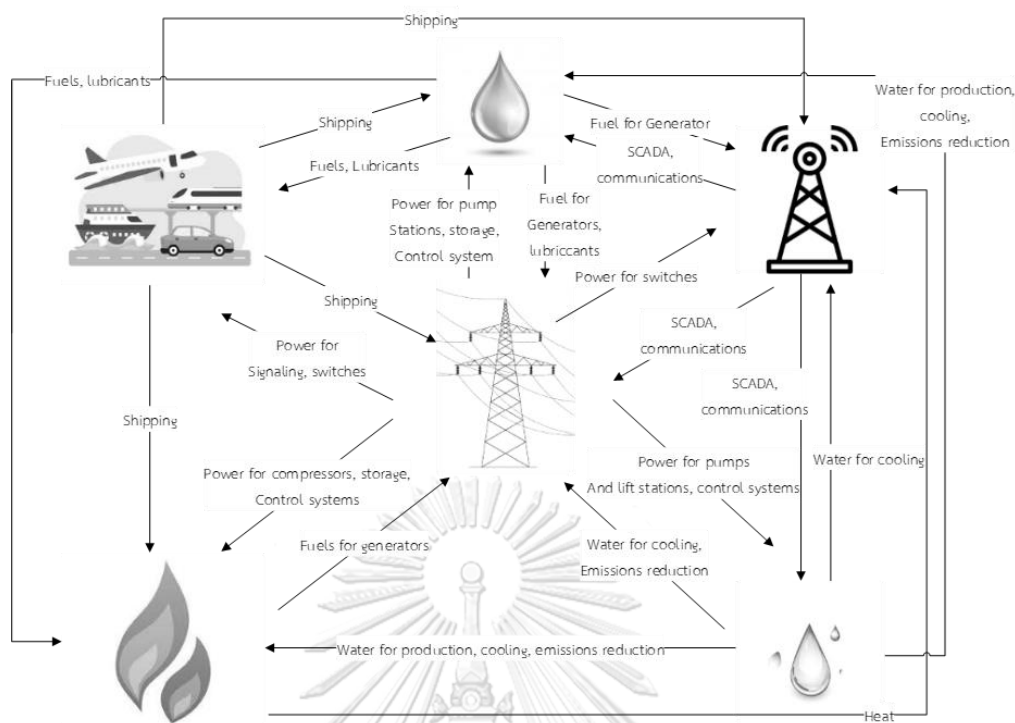 Shipping
Fuels, lubricants
Water for production,
cooling,
Emissions reduction
Shipping
Fuel for Generator
SCADA,
communications
Fuels, Lubricants
Power for pump
Stations, storage,
Control system
Fuel for
Generators,
lubriccants
Power for switches
Shipping
SCADA,
communications
Power for
Signaling, switches
SCADA,
communications
Shipping
Power for pumps
And lift stations, control systems
Water for cooling
Power for compressors, storage,
Control systems
Fuels for generators
Water for cooling,
Emissions reduction
Water for production, cooling, emissions reduction
Heat